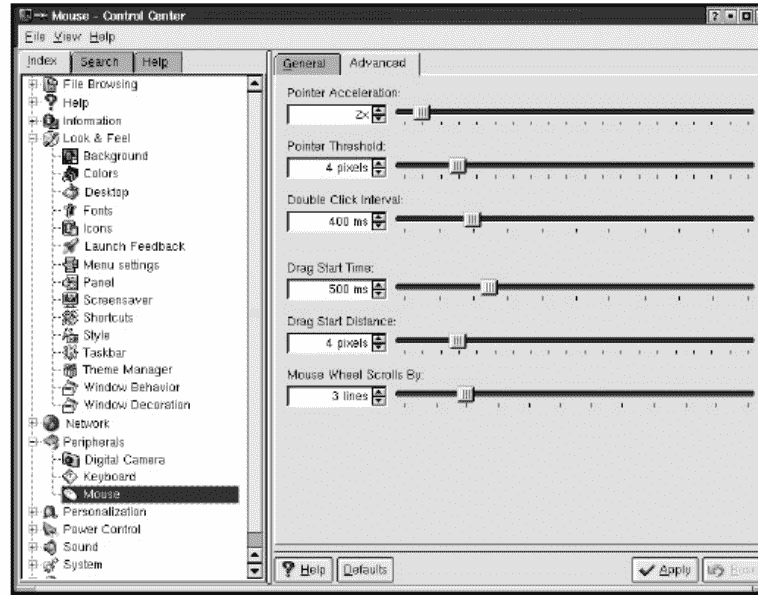 Mouse - Control Center
File View Help
Index Search Help
File Browsing
Help
Information
Look & Feel
Background
Colors
Desktop
Fonts
Icons
Launch Feedback
Menu settings
Panel
Screensaver
Shortcuts
Style
Taskbar
Theme Manager
Window Behavior
Window Decoration
Network
Peripherals
Digital Camera
Keyboard
Mouse
Personalization
Power Control
Sound
System
General Advanced
Pointer Acceleration:
2x
Pointer Threshold:
4 pixels
Double Click Interval:
400 ms
Drag Start Time:
500 ms
Drag Start Distance:
4 pixels
Mouse Wheel Scrolls By:
3 lines
Help Defaults Apply